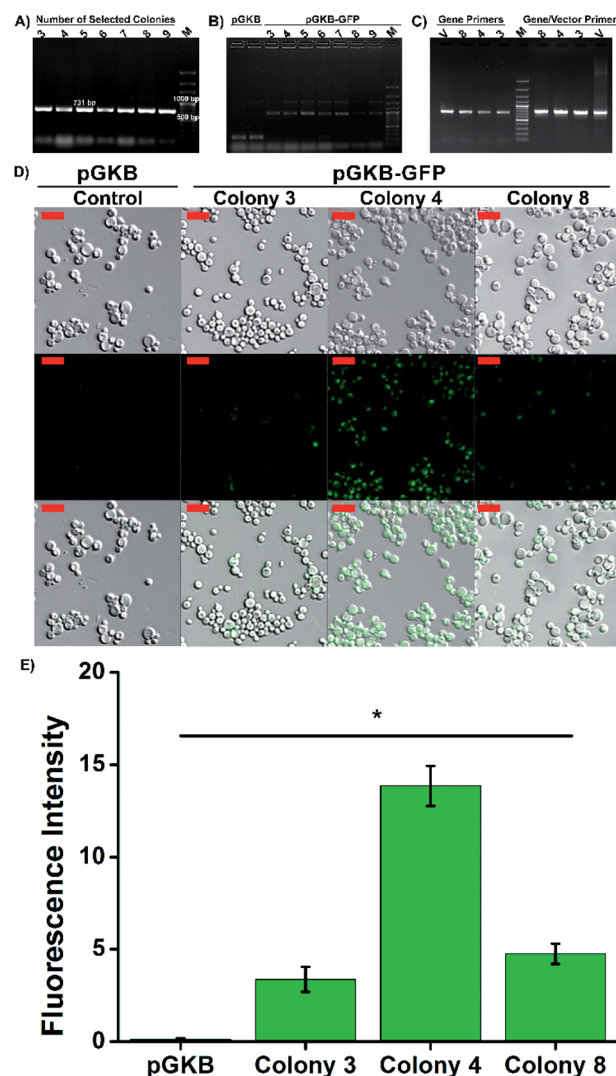 A)
Number of Selected Colonies
3 4 5 6 7 8 9 M
731 bp
1000 bp
500 bp
B)
pGKB pGKB-GFP
3 4 5 6 7 8 9 M
C)
Gene Primers Gene/Vector Primer
V 8 4 3 M 8 4 3 V
D)
pGKB pGKB-GFP
Control Colony 3 Colony 4 Colony 8
E)
Fluorescence Intensity
20
15
10
5
0
*
pGKB Colony 3 Colony 4 Colony 8